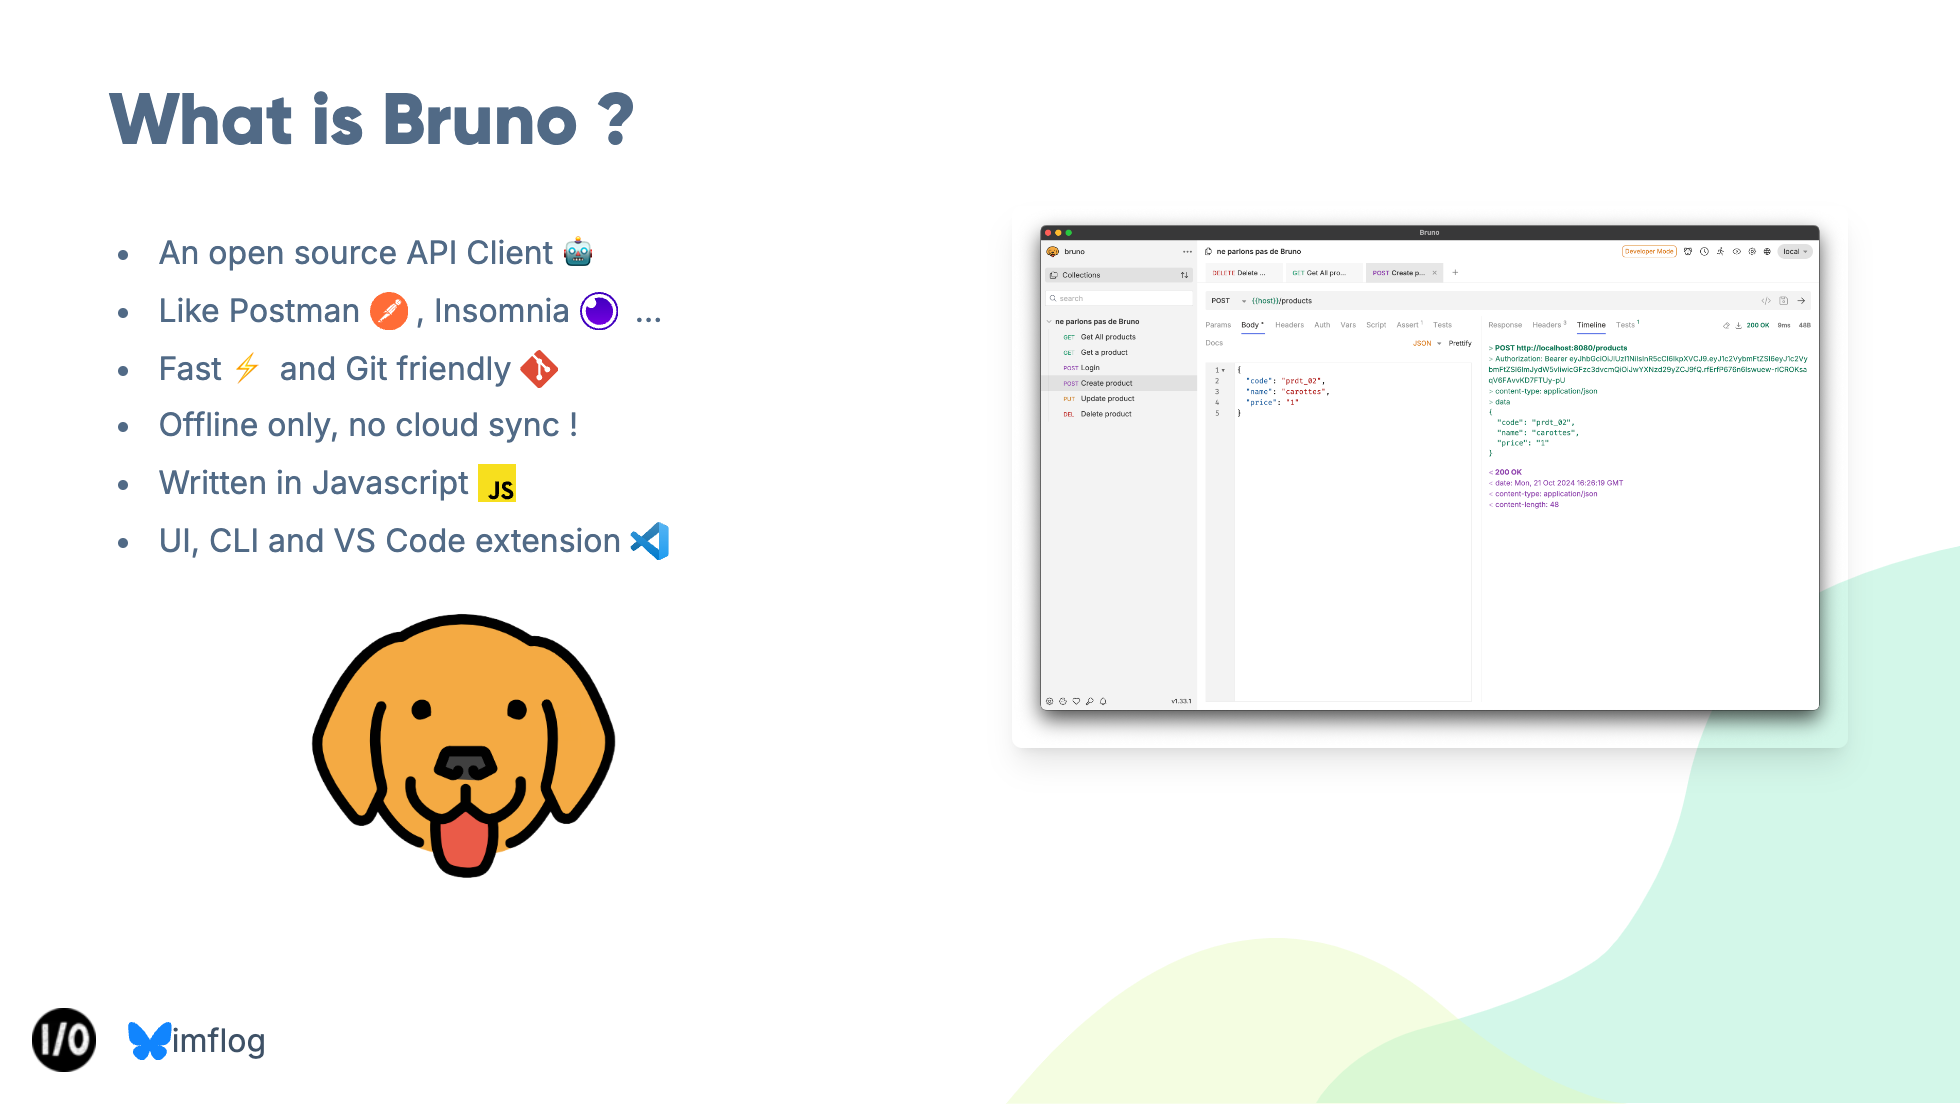 What is Bruno ?
An open source API Client
Like Postman , Insomnia ...
Fast and Git friendly
Offline only, no cloud sync !
Written in Javascript JS
UI, CLI and VS Code extension
Bruno
bruno
Collections
search
ne parlons pas de Bruno
GET Get All products
GET Get a product
POST Login
POST Create product
PUT Update product
DEL Delete product
v1.33.1
ne parlons pas de Bruno
Developer Mode
local
DELETE Delete ...
GET Get All pro...
POST Create p...
POST {{host}}/products
Params Body Headers Auth Vars Script Assert 1 Tests
Docs
JSON Prettify
1 {
2 "code": "prdt_02",
3 "name": "carottes",
4 "price": "1"
5 }
Response Headers 3 Timeline Tests 1 200 OK 9ms 48B
> POST http://localhost:8080/products
> Authorization: Bearer
> content-type: application/json
> data
{
"code": "prdt_02",
"name": "carottes",
"price": "1"
}
< 200 OK
< date: Mon, 21 Oct 2024 16:26:19 GMT
< content-type: application/json
< content-length: 48
I/O
imflog